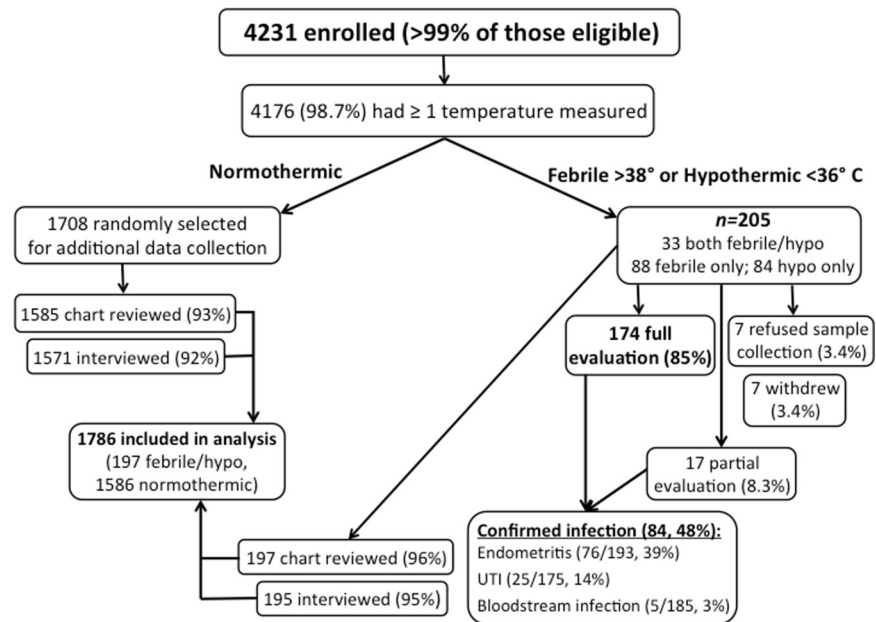 4231 enrolled (>99% of those eligible)
4176 (98.7%) had ≥ 1 temperature measured
Normothermic
Febrile >38° or Hypothermic <36° C
1708 randomly selected
for additional data collection
n=205
33 both febrile/hypo
88 febrile only; 84 hypo only
1585 chart reviewed (93%)
1571 interviewed (92%)
174 full
evaluation (85%)
7 refused sample
collection (3.4%)
7 withdrew
(3.4%)
1786 included in analysis
(197 febrile/hypo,
1586 normothermic)
17 partial
evaluation (8.3%)
197 chart reviewed (96%)
195 interviewed (95%)
Confirmed infection (84, 48%):
Endometritis (76/193, 39%)
UTI (25/175, 14%)
Bloodstream infection (5/185, 3%)